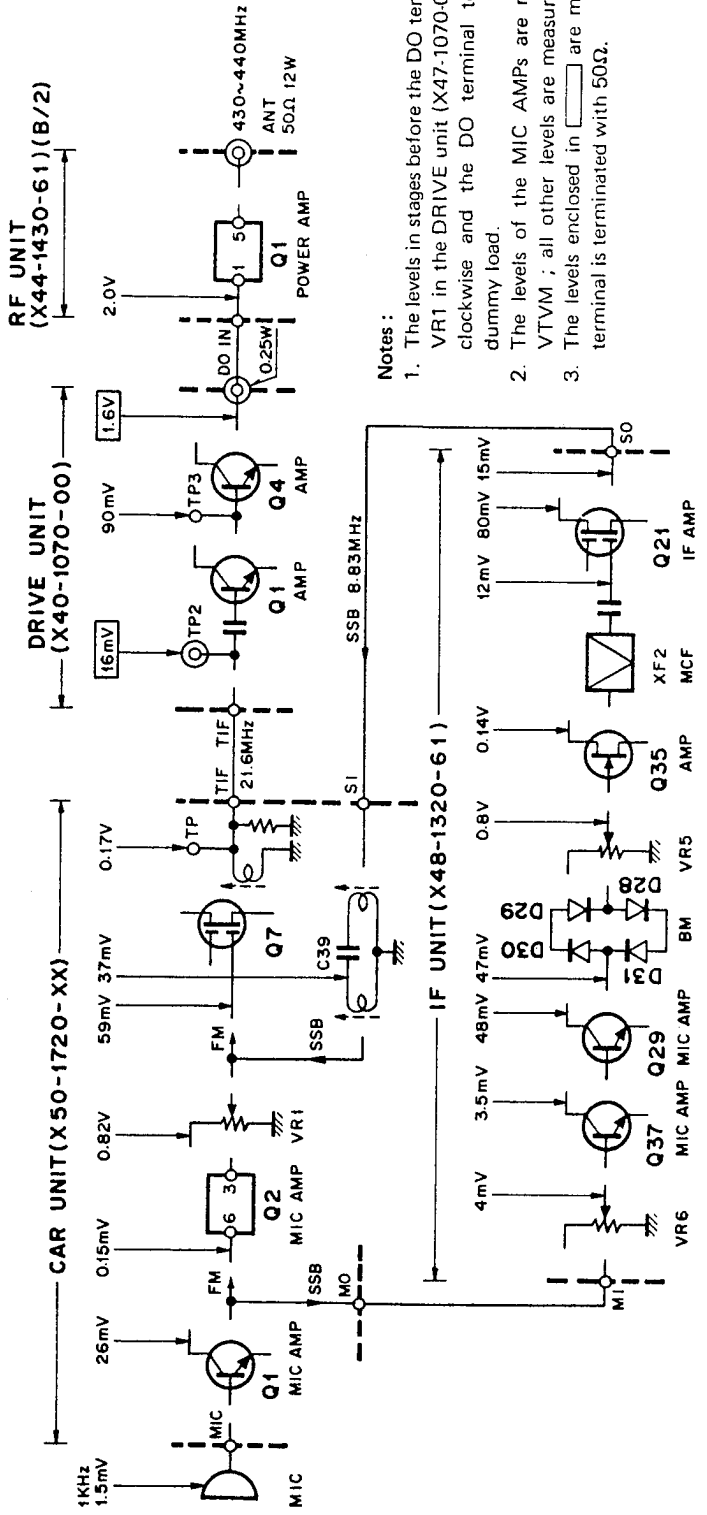 RF UNIT
(X44-1430-61)(B/2)
DRIVE UNIT
(X40-1070-00)
CAR UNIT(X50-1720-XX)
1KHz
1.5mV
26mV
0.15mV
0.82V
59mV
37mV
0.17V
16mV
90mV
1.6V
2.0V
MIC
MIC
Q1
MIC AMP
FM
6
3
Q2
MIC AMP
VR1
FM
SSB
Q7
C39
TP
TIF
TIF
21.6MHz
TP2
Q1
AMP
TP3
Q4
AMP
DO IN
0.25W
1
5
Q1
POWER AMP
430~440MHz
ANT
50Ω 12W
SSB
MO
SI
SSB 8.83MHz
IF UNIT(X48-1320-61)
MI
4mV
3.5mV
48mV
47mV
0.8V
0.14V
12mV
80mV
15mV
VR6
Q37
MIC AMP
Q29
MIC AMP
D30
D29
D31
D28
BM
VR5
Q35
AMP
XF2
MCF
Q21
IF AMP
SO
Notes :
1. The levels in stages before the DO
VR1 in the DRIVE unit (X47-1070-
clockwise and the DO terminal
dummy load.
2. The levels of the MIC AMPs are
VTVM ; all other levels are
3. The levels enclosed in are
terminal is terminated with 50Ω.